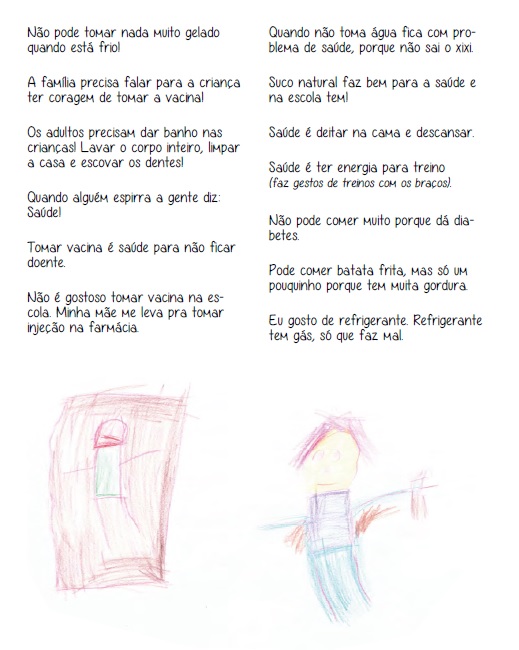 Não pode tomar nada muito gelado
quando está frio!
A família precisa falar para a criança
ter coragem de tomar a vacina!
Os adultos precisam dar banho nas
crianças! Lavar o corpo inteiro, limpar
a casa e escovar os dentes!
Quando alguém espirra a gente diz:
Saúde!
Tomar vacina é saúde para não ficar
doente.
Não é gostoso tomar vacina na es-
cola. Minha mãe me leva pra tomar
injeção na farmácia.
Quando não toma água fica com pro-
blema de saúde, porque não sai o xixi.
Suco natural faz bem para a saúde e
na escola tem!
Saúde é deitar na cama e descansar.
Saúde é ter energia para treino
(faz gestos de treinos com os braços).
Não pode comer muito porque dá dia-
betes.
Pode comer batata frita, mas só um
pouquinho porque tem muita gordura.
Eu gosto de refrigerante. Refrigerante
tem gás, só que faz mal.